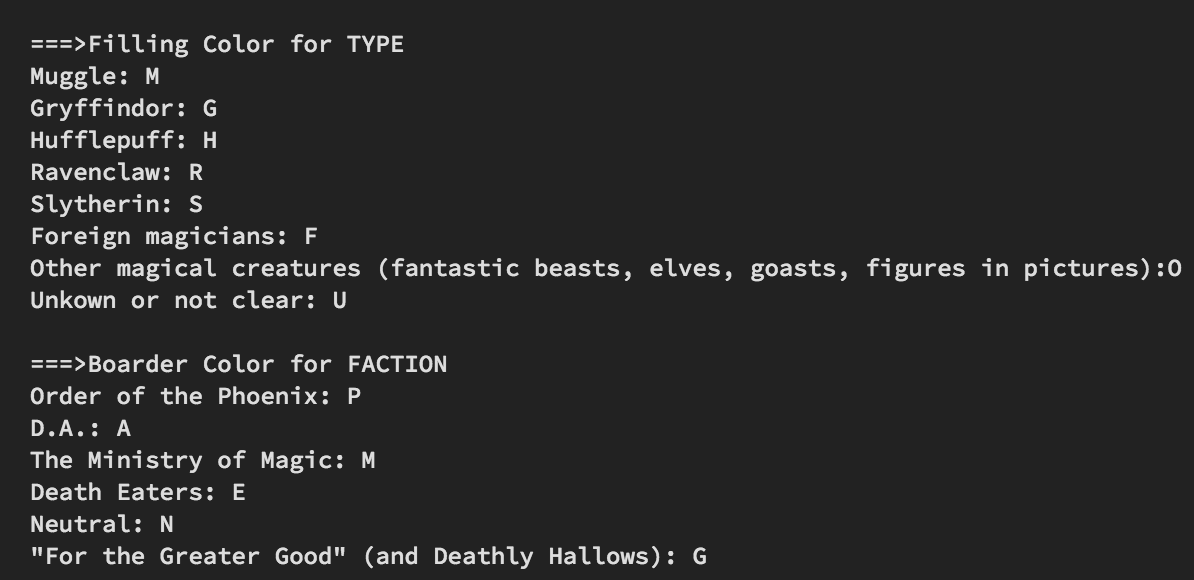 ===>Filling Color for TYPE
Muggle: M
Gryffindor: G
Hufflepuff: H
Ravenclaw: R
Slytherin: S
Foreign magicians: F
Other magical creatures (fantastic beasts, elves, goasts, figures in pictures):O
Unkown or not clear: U
===>Boarder Color for FACTION
Order of the Phoenix: P
D.A.: A
The Ministry of Magic: M
Death Eaters: E
Neutral: N
"For the Greater Good" (and Deathly Hallows): G